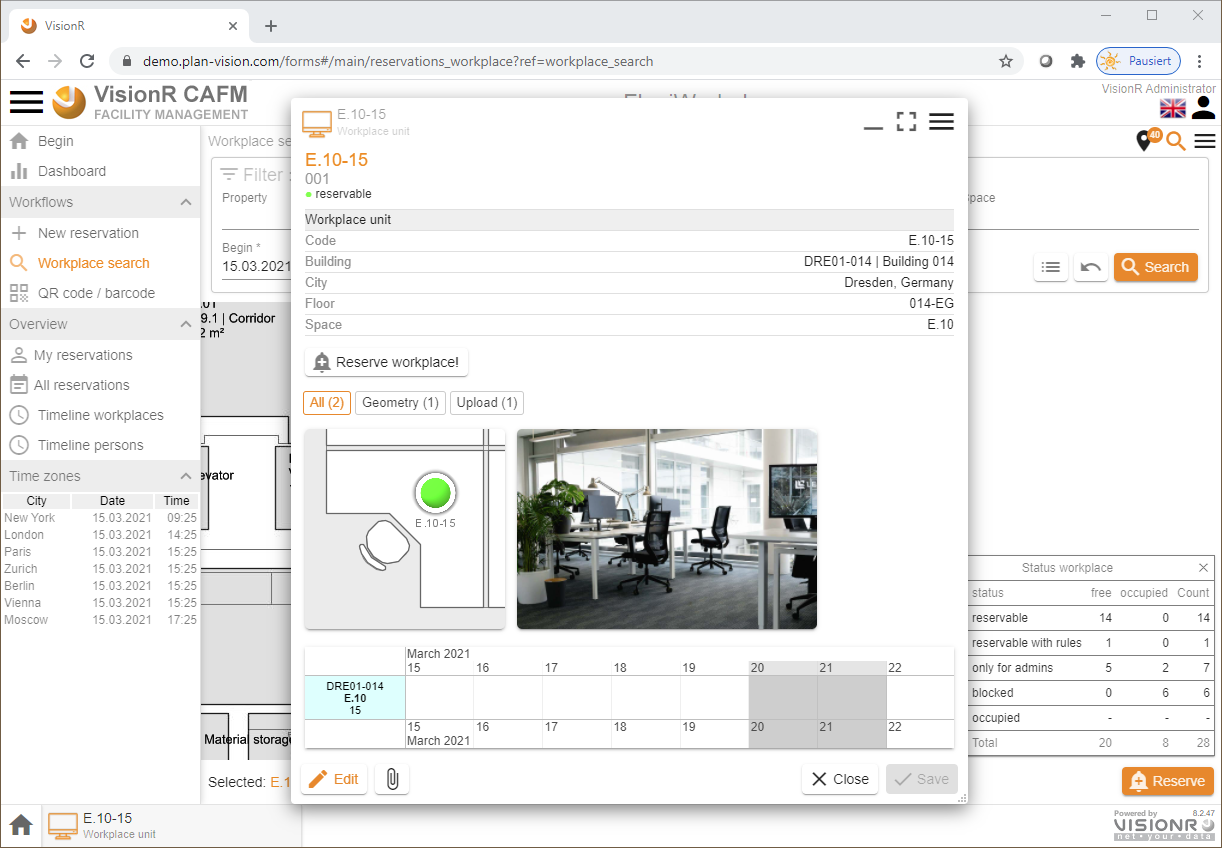 VisionR
demo.plan-vision.com/forms#/main/reservations_workplace?ref=workplace_search
Pausiert
VisionR CAFM
FACILITY MANAGEMENT
VisionR Administrator
Begin
Dashboard
Workflows
New reservation
Workplace search
QR code / barcode
Overview
My reservations
All reservations
Timeline workplaces
Timeline persons
Time zones
City Date Time
New York 15.03.2021 09:25
London 15.03.2021 14:25
Paris 15.03.2021 15:25
Zurich 15.03.2021 15:25
Berlin 15.03.2021 15:25
Vienna 15.03.2021 15:25
Moscow 15.03.2021 17:25
Workplace se
40
Filter
Property
Begin *
15.03.2021
pace
Search
9.1 | Corridor
2 m²
evator
Material storage
Selected: E.1
E.10-15
Workplace unit
E.10-15
001
reservable
Workplace unit
Code E.10-15
Building DRE01-014 | Building 014
City Dresden, Germany
Floor 014-EG
Space E.10
Reserve workplace!
All (2) Geometry (1) Upload (1)
E.10-15
March 2021
15 16 17 18 19 20 21 22
DRE01-014
E.10
15
15 16 17 18 19 20 21 22
March 2021
Edit
Close
Save
Status workplace
status free occupied Count
reservable 14 0 14
reservable with rules 1 0 1
only for admins 5 2 7
blocked 0 6 6
occupied - - -
Total 20 8 28
Reserve
E.10-15
Workplace unit
Powered by 8.2.47
VISIONR
net•your•data